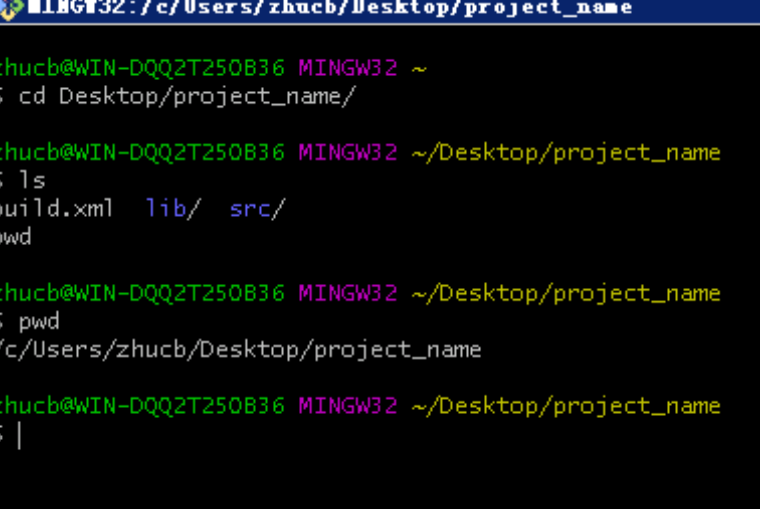 MINGW32:/c/Users/zhucb/Desktop/project_name
zhucb@WIN-DQQ2T25OB36 MINGW32 ~
$ cd Desktop/project_name/
zhucb@WIN-DQQ2T25OB36 MINGW32 ~/Desktop/project_name
$ ls
build.xml  lib/  src/
pwd
zhucb@WIN-DQQ2T25OB36 MINGW32 ~/Desktop/project_name
$ pwd
/c/Users/zhucb/Desktop/project_name
zhucb@WIN-DQQ2T25OB36 MINGW32 ~/Desktop/project_name
$